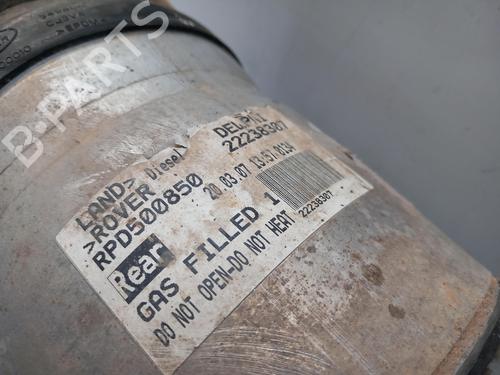 B-PARTS
LAND> Diesel DELPHI
>ROVER 22238307
RPD500850 20.03.07 13:57.0134
Rear
GAS FILLED 1
22238307
DO NOT OPEN-DO NOT HEAT